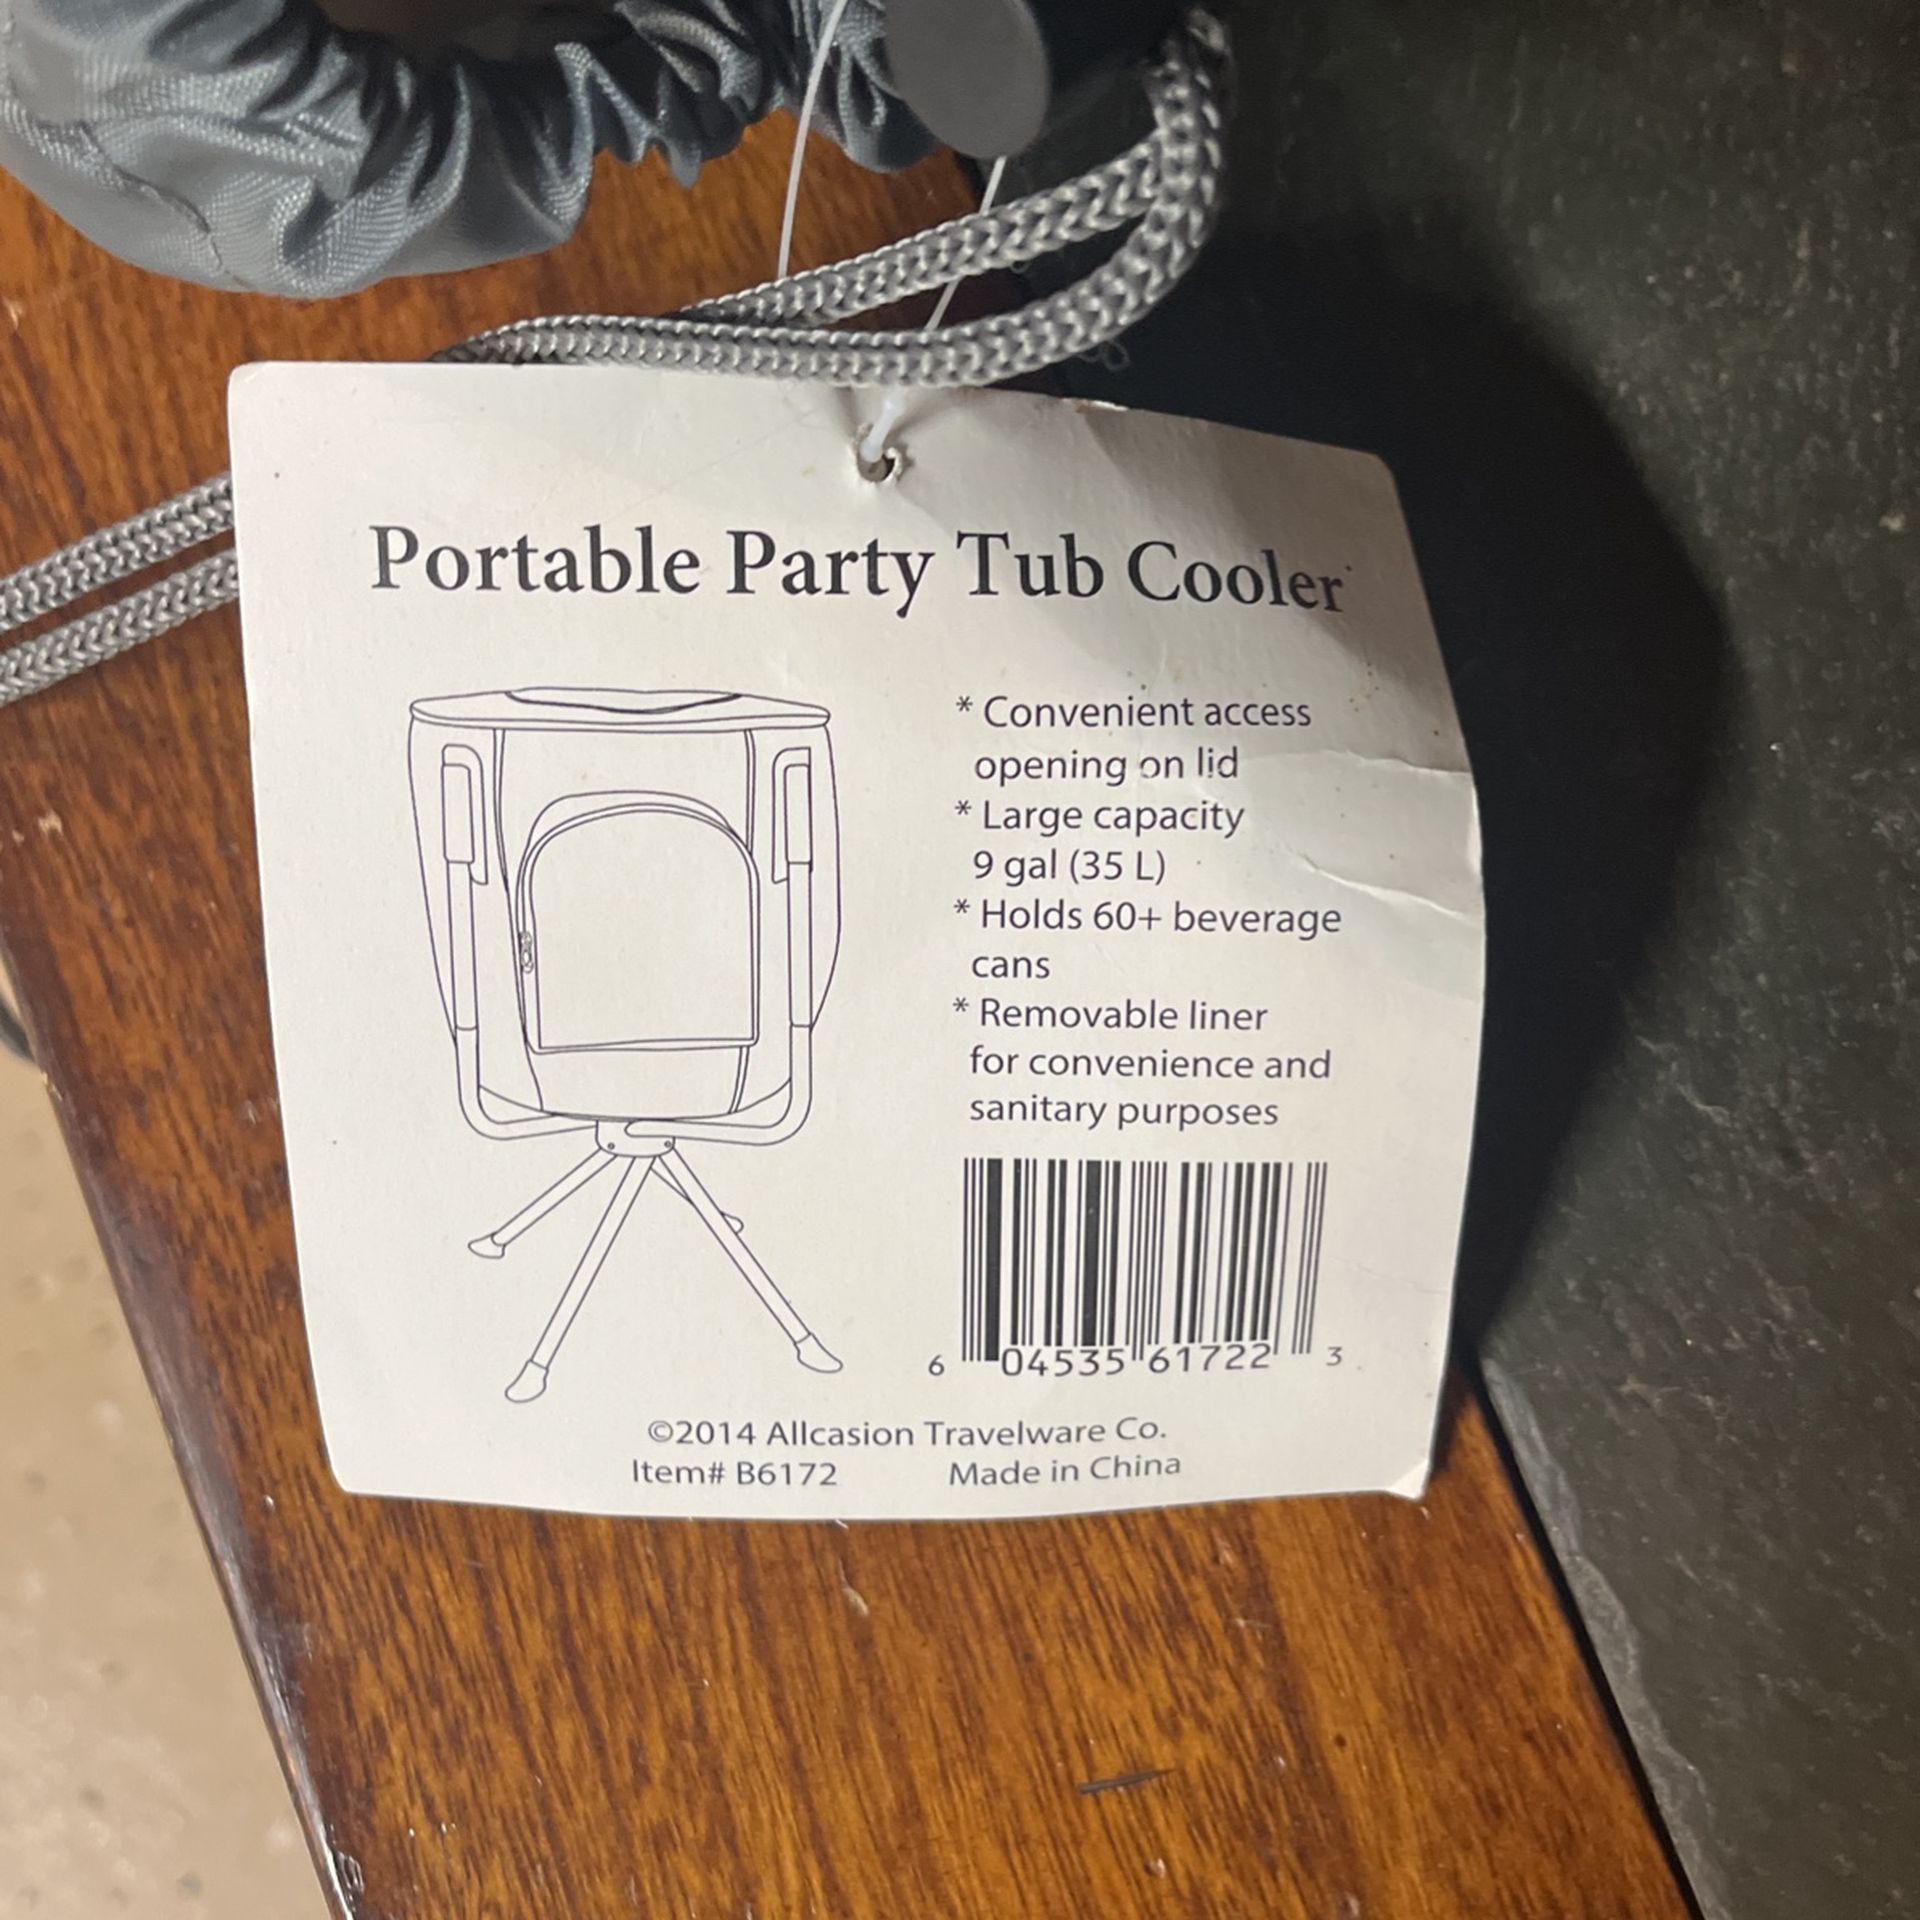 Portable Party Tub Cooler
* Convenient access
opening on lid
* Large capacity
9 gal (35 L)
* Holds 60+ beverage
cans
* Removable liner
for convenience and
sanitary purposes
6 04535 61722 3
©2014 Allcasion Travelware Co.
Item# B6172 Made in China